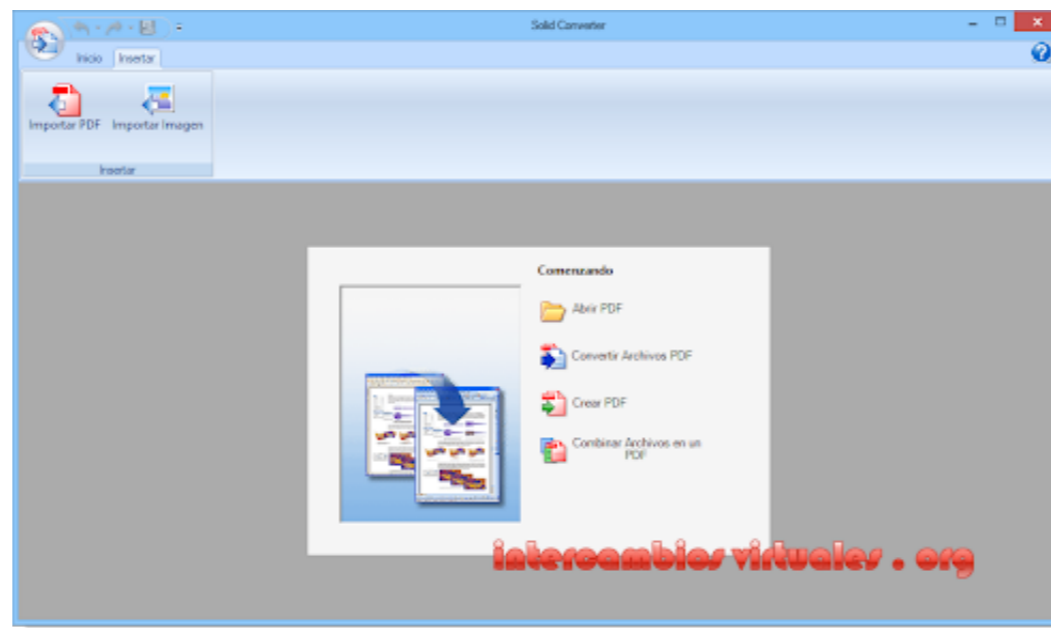 Solid Converter
Inicio Insertar
Importar PDF Importar Imagen
Insertar
Comenzando
Abrir PDF
Convertir Archivos PDF
Crear PDF
Combinar Archivos en un
PDF
intercambios virtuales . org